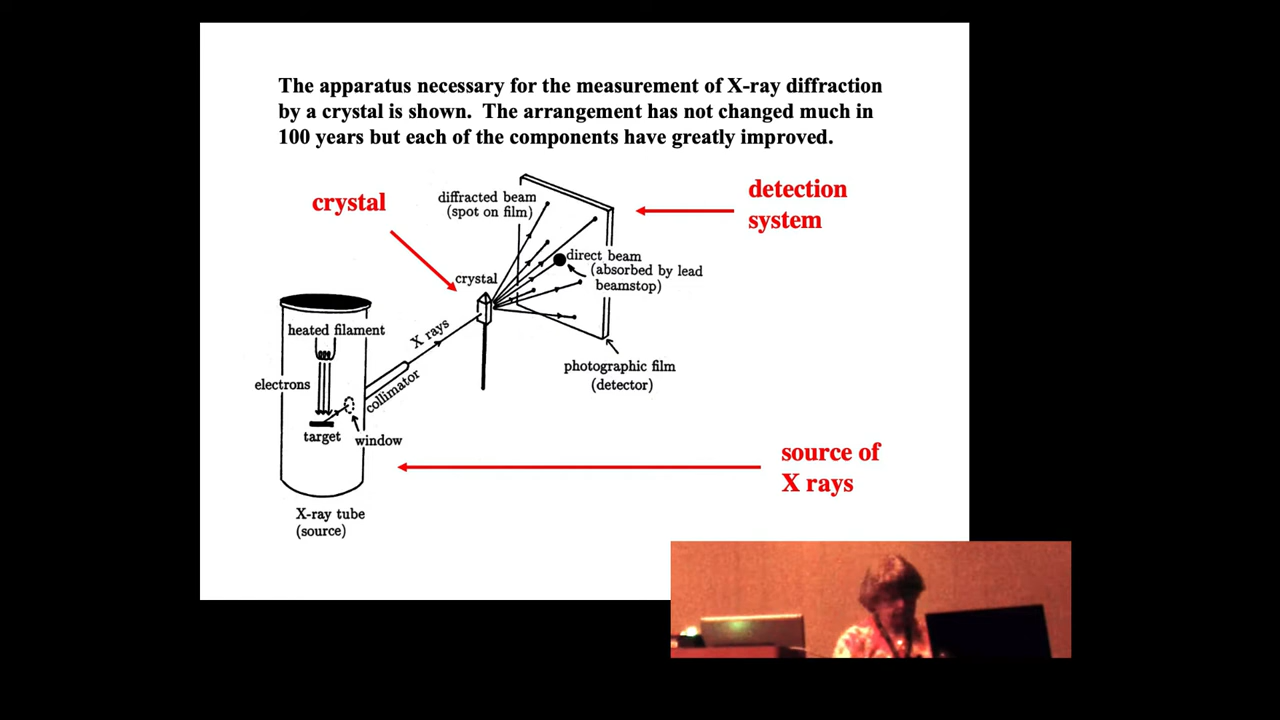 The apparatus necessary for the measurement of X-ray diffraction
by a crystal is shown. The arrangement has not changed much in
100 years but each of the components have greatly improved.
crystal
diffracted beam
(spot on film)
detection
system
direct beam
(absorbed by lead
beamstop)
crystal
heated filament
X rays
electrons
collimator
photographic film
(detector)
target
window
source of
X rays
X-ray tube
(source)